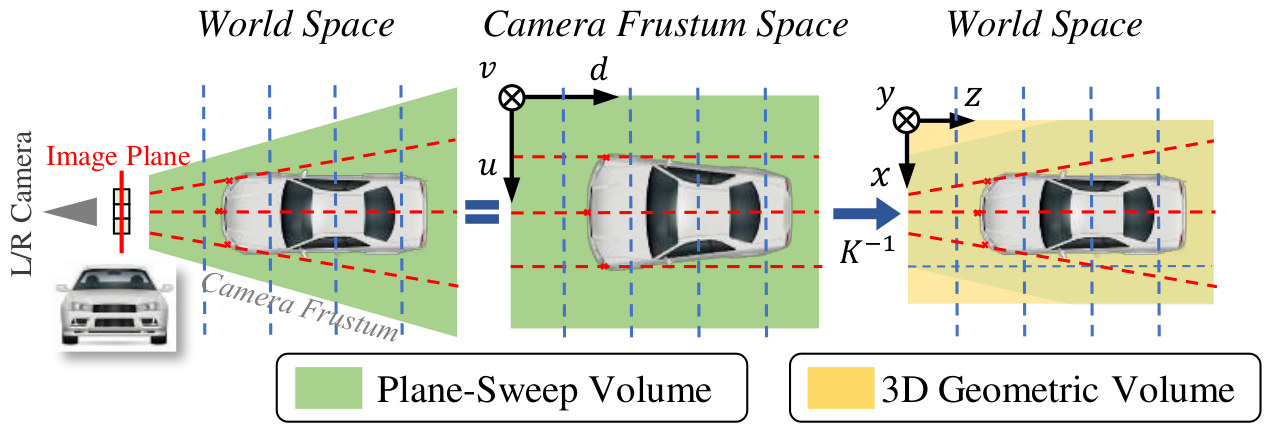 World Space
Camera Frustum Space
World Space
L/R Camera
Image Plane
Camera Frustum
v
d
u
=
K⁻¹
y
z
x
Plane-Sweep Volume
3D Geometric Volume